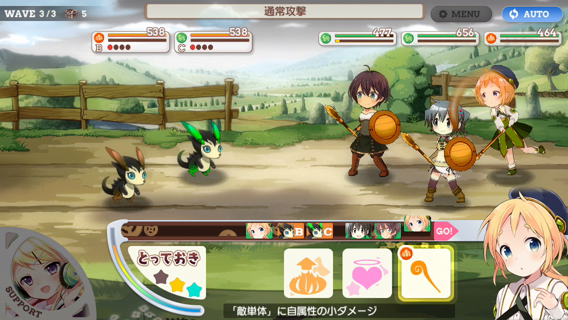 WAVE 3/3 5
通常攻撃
MENU
AUTO
538
B
538
C
477
656
464
B
C
GO!
とっておき
SUPPORT
「敵単体」に自属性の小ダメージ